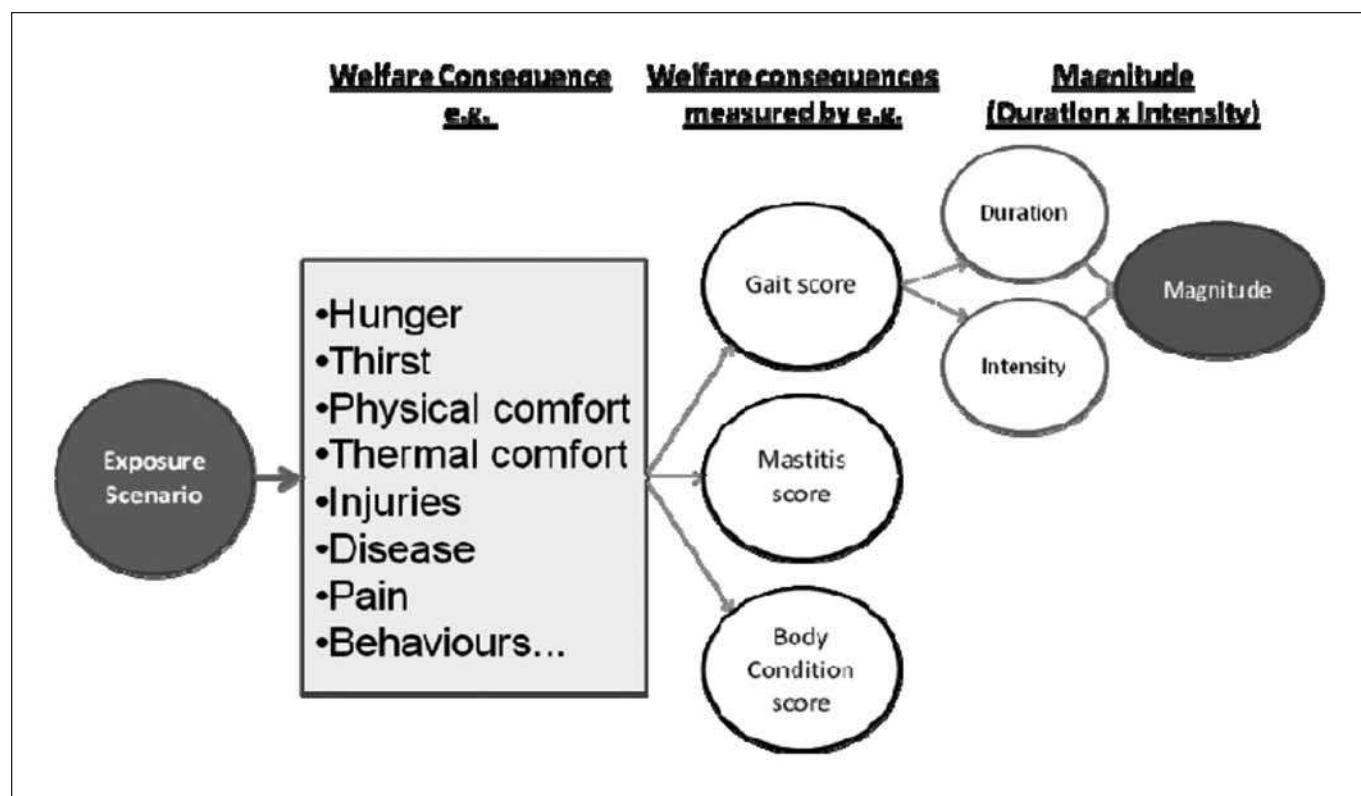 Welfare Consequence
e.g.
Welfare consequences
measured by e.g.
Magnitude
(Duration x Intensity)
Exposure
Scenario
•Hunger
•Thirst
•Physical comfort
•Thermal comfort
•Injuries
•Disease
•Pain
•Behaviours...
Gait score
Mastitis
score
Body
Condition
score
Duration
Intensity
Magnitude